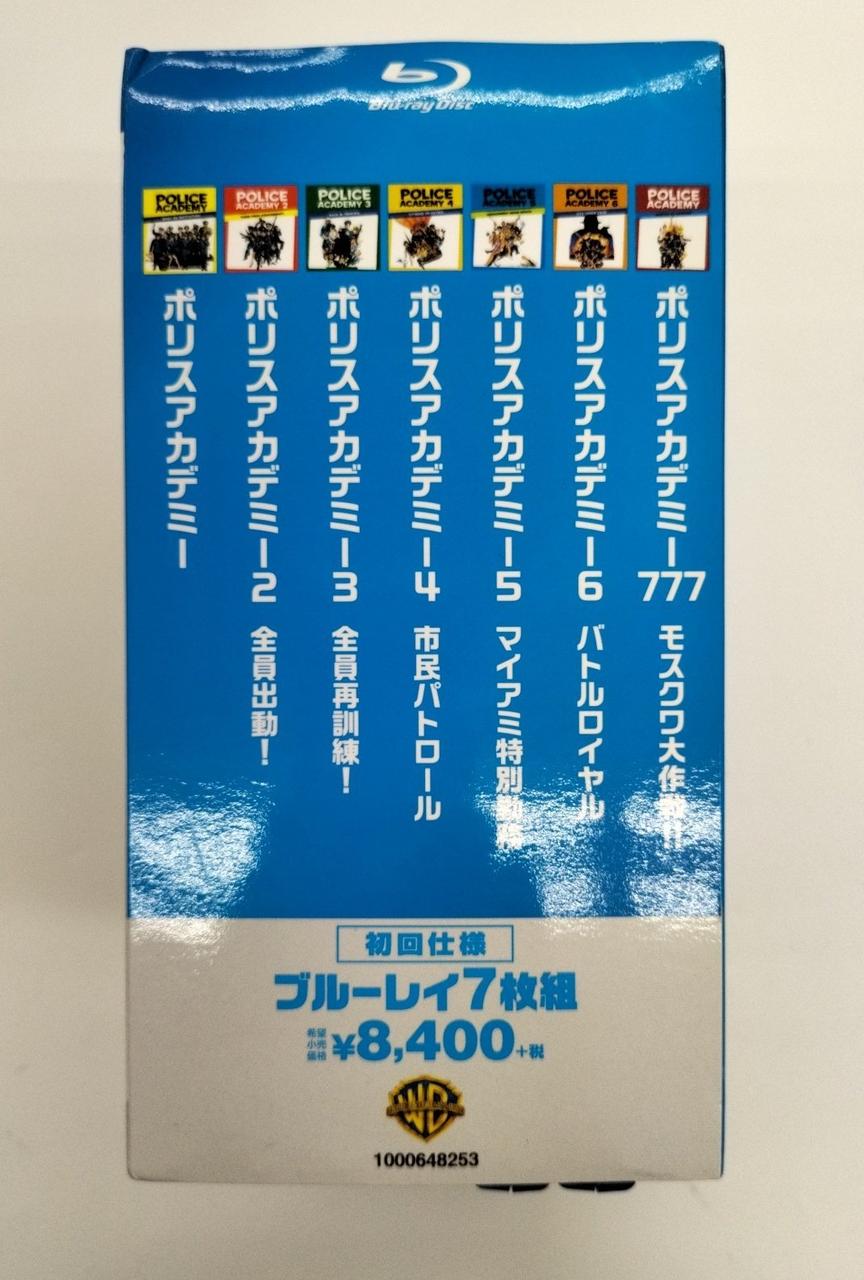 Blu-ray Disc
POLICE
ACADEMY
POLICE
ACADEMY 2
POLICE
ACADEMY 3
POLICE
ACADEMY 4
POLICE
ACADEMY 5
POLICE
ACADEMY 6
POLICE
ACADEMY
ポリスアカデミー
ポリスアカデミー2 全員出動!
ポリスアカデミー3 全員再訓練!
ポリスアカデミー4 市民パトロール
ポリスアカデミー5 マイアミ特別勤務
ポリスアカデミー6 バトルロイヤル
ポリスアカデミー777 モスクワ大作戦!!
初回仕様
ブルーレイ7枚組
希望小売価格 ¥8,400+税
WB
1000648253